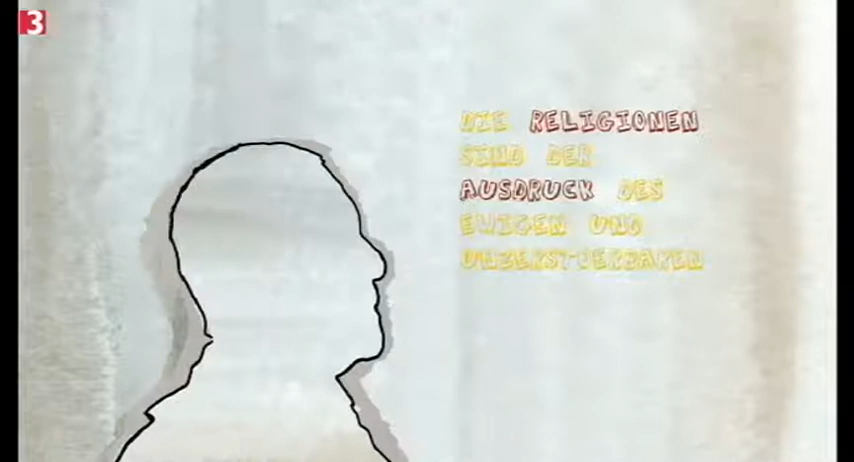 3
DIE RELIGIONEN
SIND DER
AUSDRUCK DES
EWIGEN UND